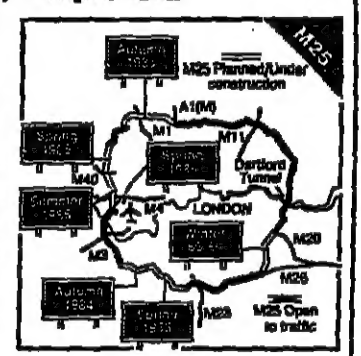 M25
Autumn
M25 Planned/Under
construction
A1(M)
M1
M11
Spring
Dartford
Tunnel
M40
Spring
Summer
M4
LONDON
Winter
M20
M3
M26
Autumn
1984
Spring
M23
M25 Open
to traffic